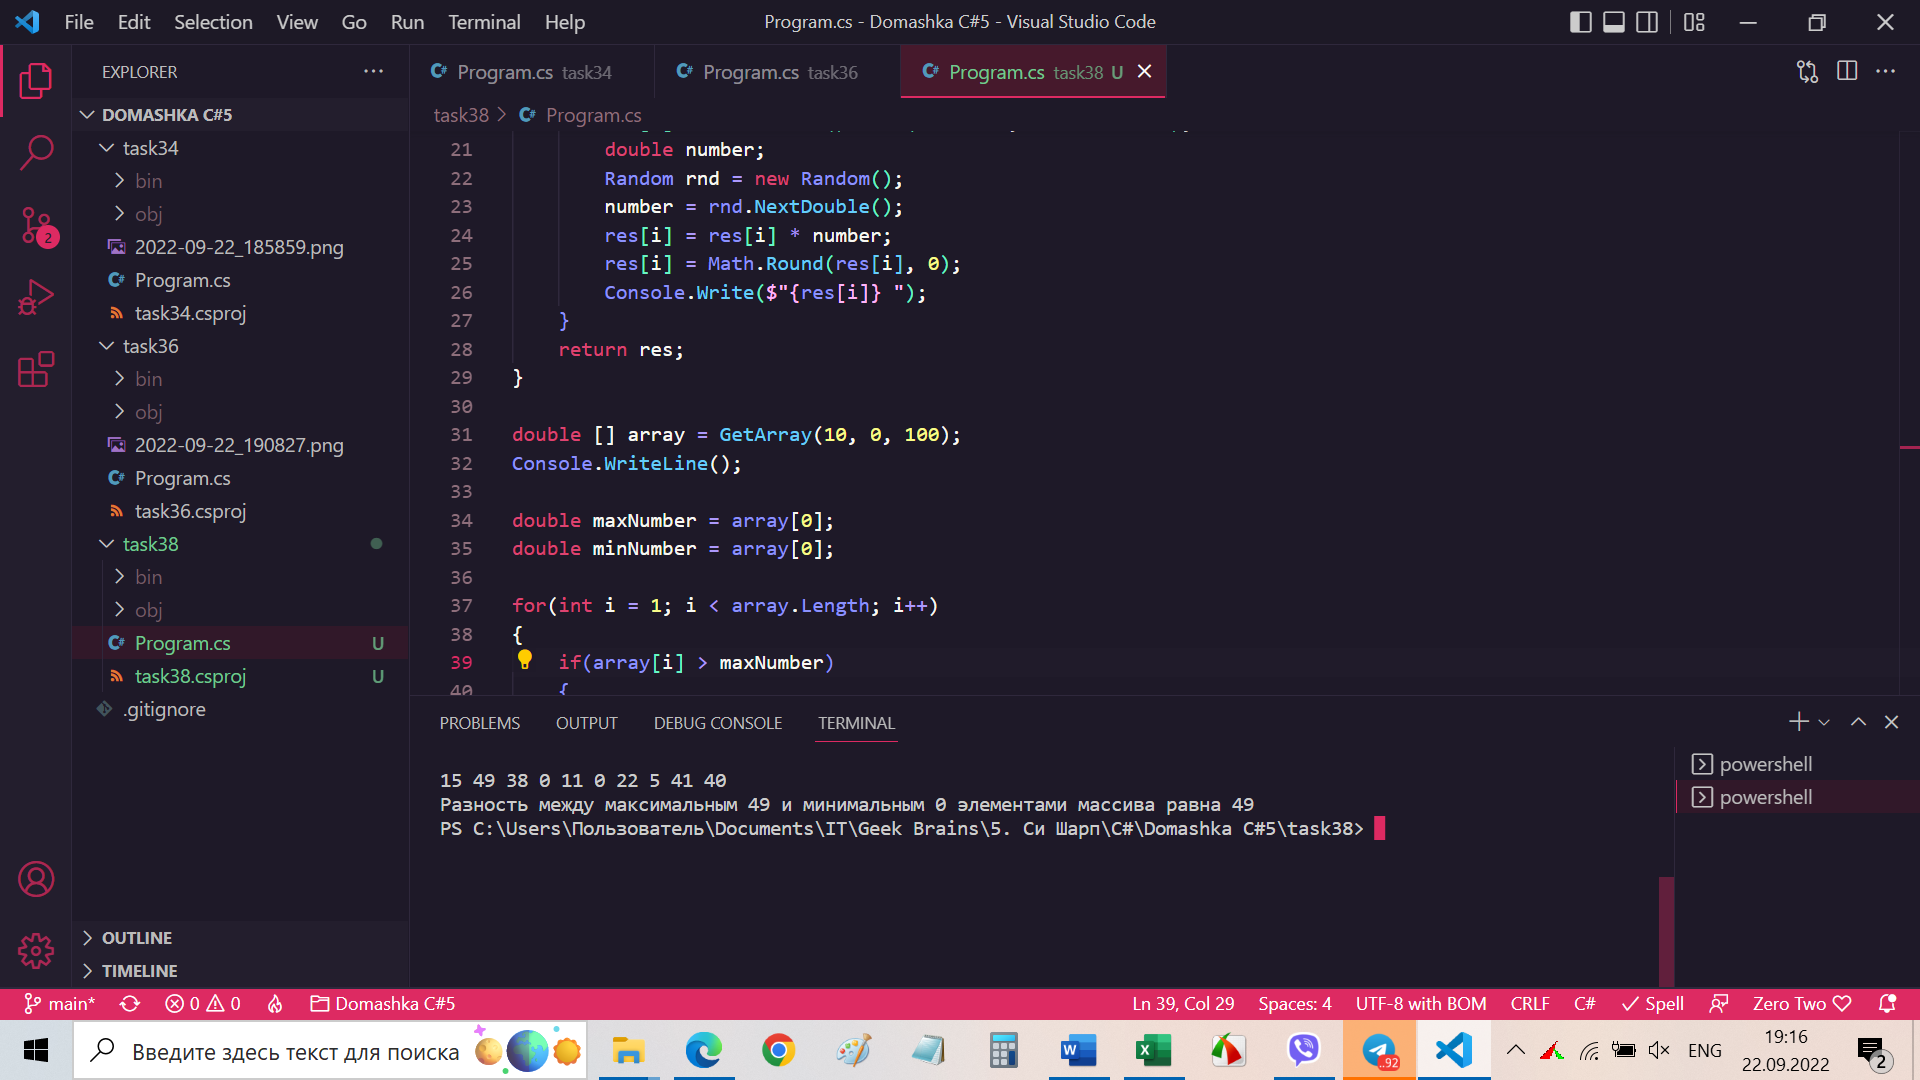 File Edit Selection View Go Run Terminal Help
Program.cs - Domashka C#5 - Visual Studio Code
EXPLORER
DOMASHKA C#5
task34
bin
obj
2022-09-22_185859.png
Program.cs
task34.csproj
task36
bin
obj
2022-09-22_190827.png
Program.cs
task36.csproj
task38
bin
obj
Program.cs U
task38.csproj U
.gitignore
OUTLINE
TIMELINE
2
Program.cs task34
Program.cs task36
Program.cs task38 U
task38 > Program.cs
21 double number;
22 Random rnd = new Random();
23 number = rnd.NextDouble();
24 res[i] = res[i] * number;
25 res[i] = Math.Round(res[i], 0);
26 Console.Write($"{res[i]} ");
27 }
28 return res;
29 }
30
31 double [] array = GetArray(10, 0, 100);
32 Console.WriteLine();
33
34 double maxNumber = array[0];
35 double minNumber = array[0];
36
37 for(int i = 1; i < array.Length; i++)
38 {
39 if(array[i] > maxNumber)
40 {
PROBLEMS OUTPUT DEBUG CONSOLE TERMINAL
15 49 38 0 11 0 22 5 41 40
Разность между максимальным 49 и минимальным 0 элементами массива равна 49
PS C:\Users\Пользователь\Documents\IT\Geek Brains\5. Си Шарп\C#\Domashka C#5\task38>
powershell
powershell
main* 0 0 Domashka C#5
Ln 39, Col 29 Spaces: 4 UTF-8 with BOM CRLF C# Spell Zero Two
Введите здесь текст для поиска
..92
ENG
19:16
22.09.2022
2